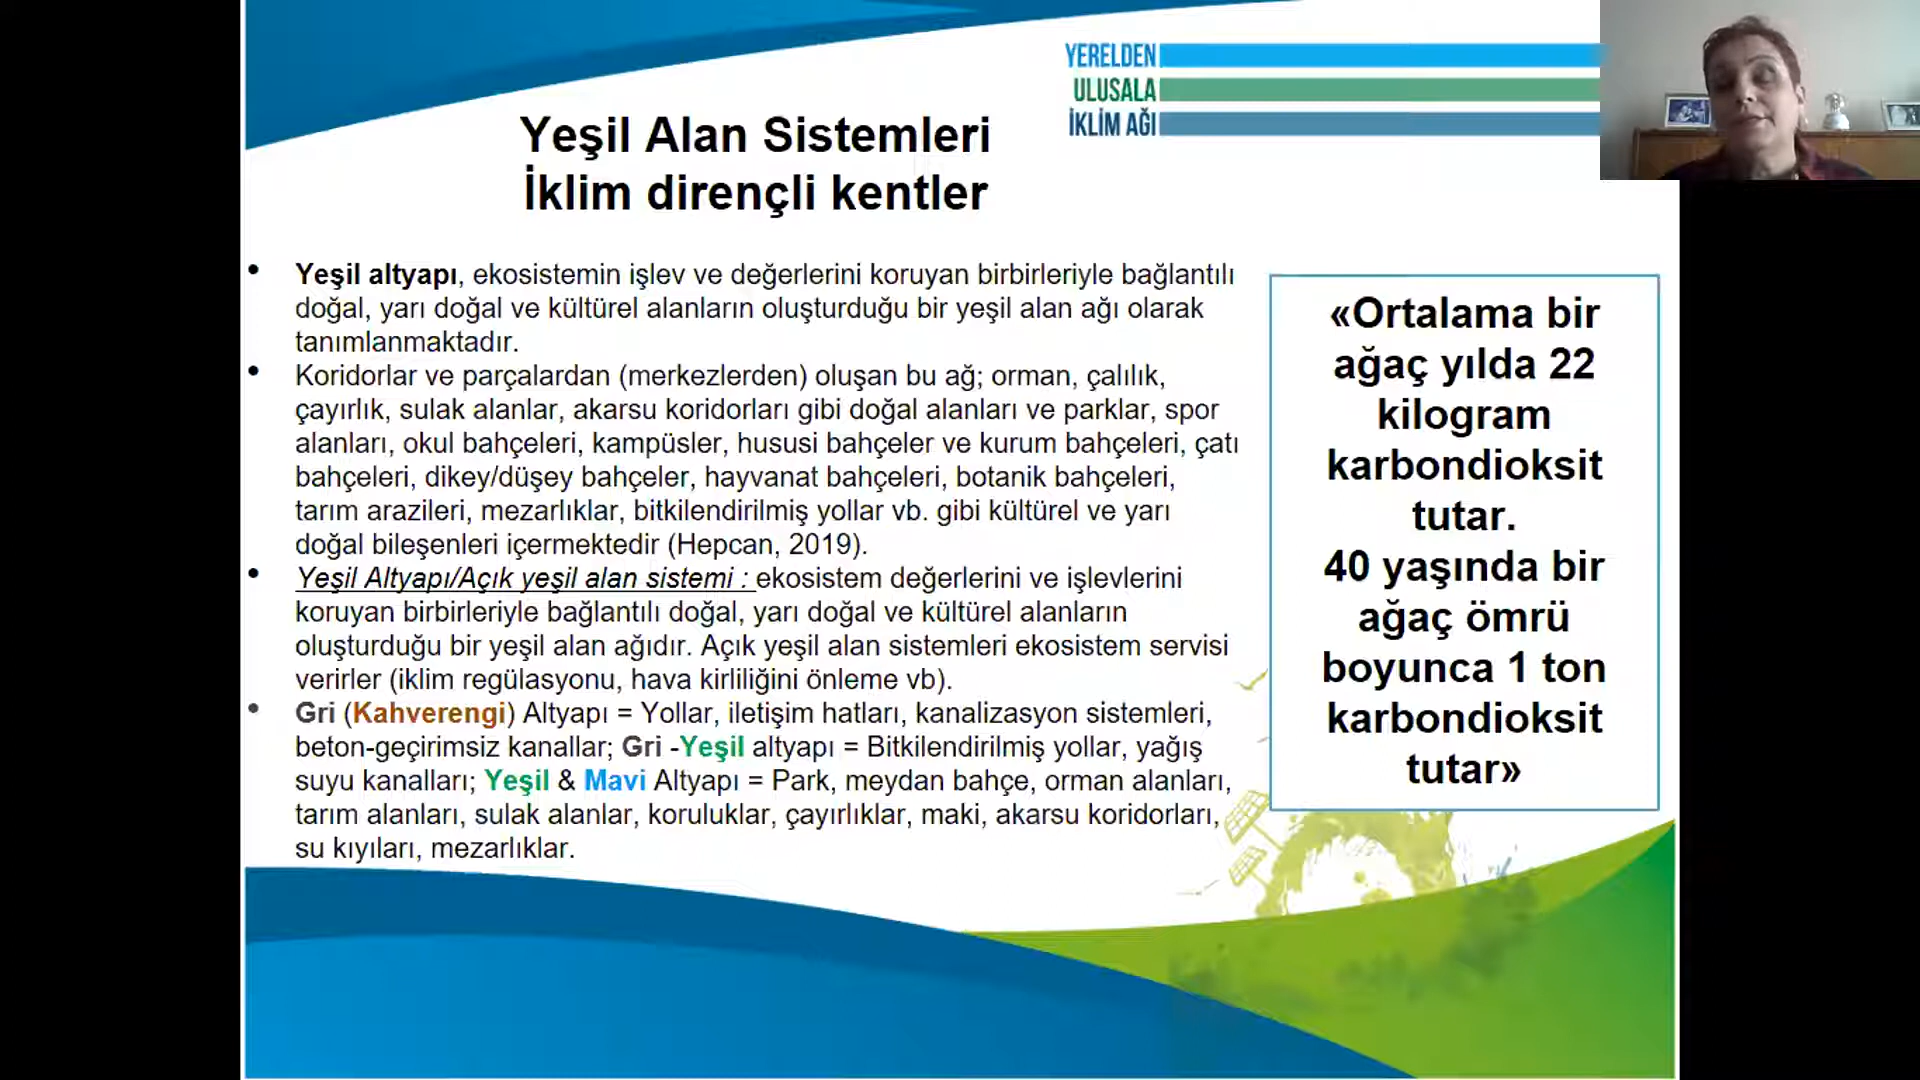 YERELDEN
ULUSALA
İKLİM AĞI
Yeşil Alan Sistemleri
İklim dirençli kentler
• Yeşil altyapı, ekosistemin işlev ve değerlerini koruyan birbirleriyle bağlantılı
doğal, yarı doğal ve kültürel alanların oluşturduğu bir yeşil alan ağı olarak
tanımlanmaktadır.
• Koridorlar ve parçalardan (merkezlerden) oluşan bu ağ; orman, çalılık,
çayırlık, sulak alanlar, akarsu koridorları gibi doğal alanları ve parklar, spor
alanları, okul bahçeleri, kampüsler, hususi bahçeler ve kurum bahçeleri, çatı
bahçeleri, dikey/düşey bahçeler, hayvanat bahçeleri, botanik bahçeleri,
tarım arazileri, mezarlıklar, bitkilendirilmiş yollar vb. gibi kültürel ve yarı
doğal bileşenleri içermektedir (Hepcan, 2019).
• Yeşil Altyapı/Açık yeşil alan sistemi : ekosistem değerlerini ve işlevlerini
koruyan birbirleriyle bağlantılı doğal, yarı doğal ve kültürel alanların
oluşturduğu bir yeşil alan ağıdır. Açık yeşil alan sistemleri ekosistem servisi
verirler (iklim regülasyonu, hava kirliliğini önleme vb).
• Gri (Kahverengi) Altyapı = Yollar, iletişim hatları, kanalizasyon sistemleri,
beton-geçirimsiz kanallar; Gri -Yeşil altyapı = Bitkilendirilmiş yollar, yağış
suyu kanalları; Yeşil & Mavi Altyapı = Park, meydan bahçe, orman alanları,
tarım alanları, sulak alanlar, koruluklar, çayırlıklar, maki, akarsu koridorları,
su kıyıları, mezarlıklar.
«Ortalama bir
ağaç yılda 22
kilogram
karbondioksit
tutar.
40 yaşında bir
ağaç ömrü
boyunca 1 ton
karbondioksit
tutar»